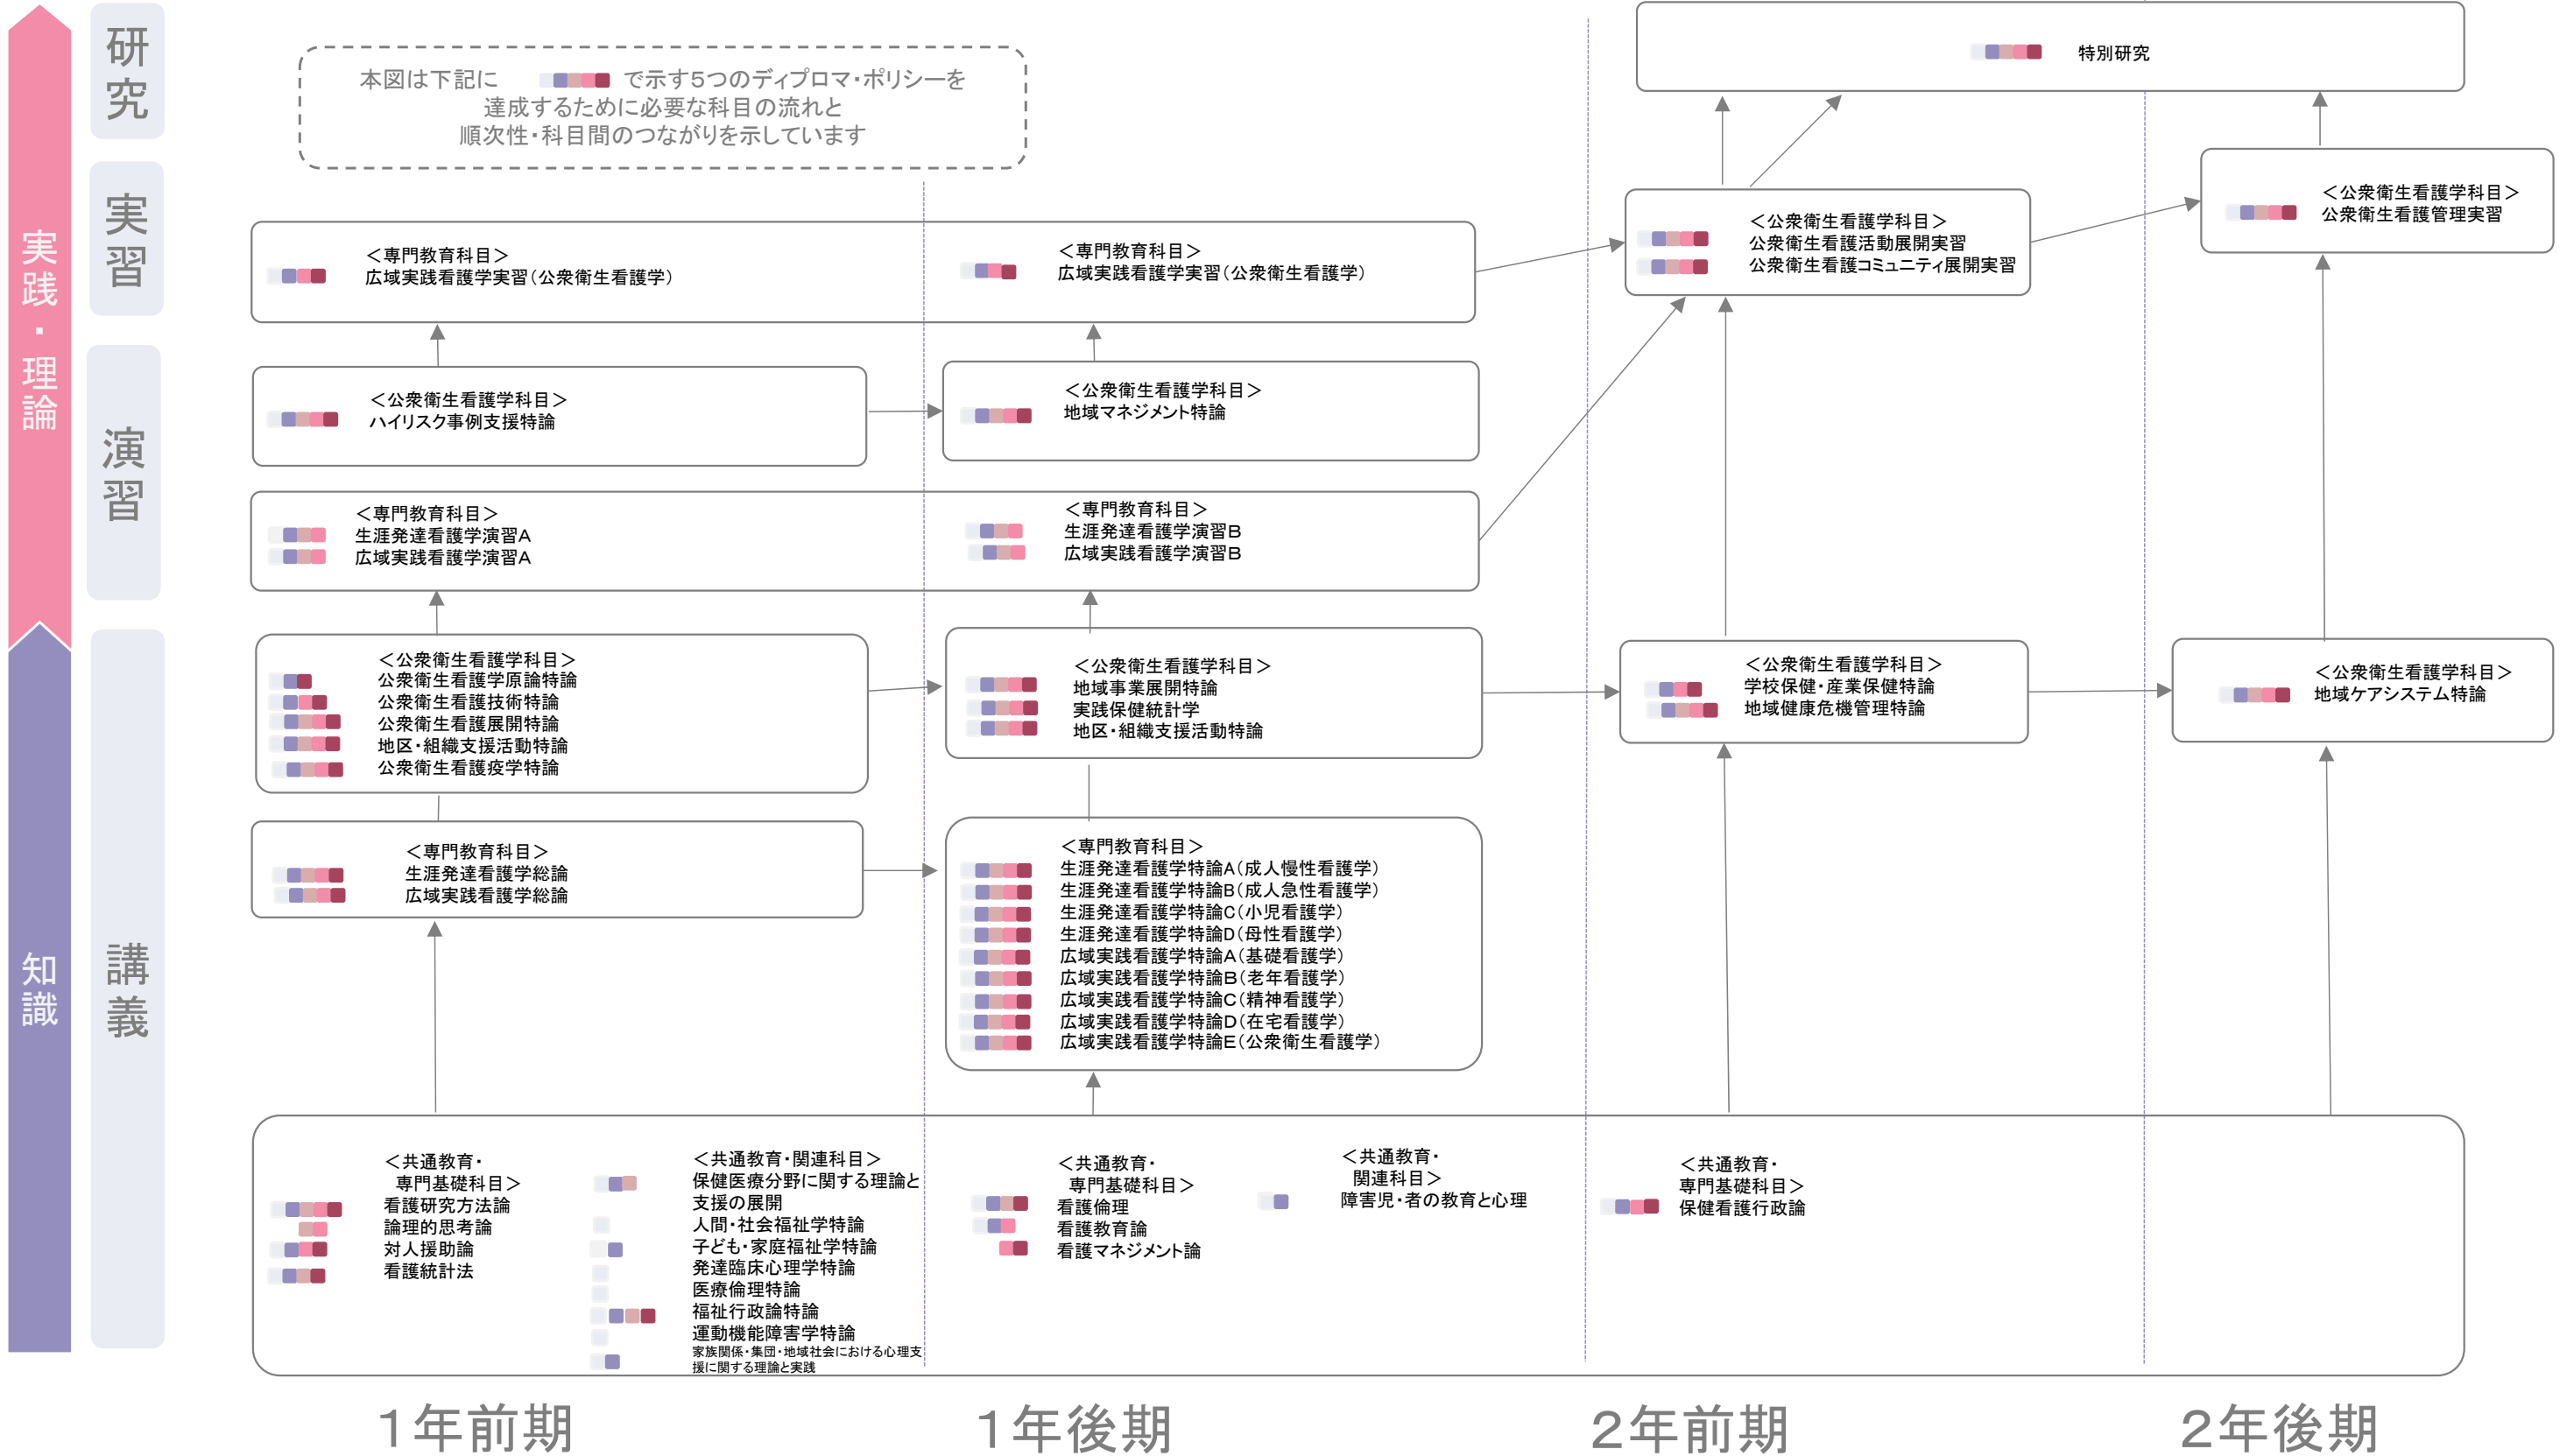 研究
実習
演習
講義
実践・理論
知識
本図は下記に で示す5つのディプロマ・ポリシーを
達成するために必要な科目の流れと
順次性・科目間のつながりを示しています
特別研究
<専門教育科目>
広域実践看護学実習(公衆衛生看護学)
<専門教育科目>
広域実践看護学実習(公衆衛生看護学)
<公衆衛生看護学科目>
公衆衛生看護活動展開実習
公衆衛生看護コミュニティ展開実習
<公衆衛生看護学科目>
公衆衛生看護管理実習
<公衆衛生看護学科目>
ハイリスク事例支援特論
<公衆衛生看護学科目>
地域マネジメント特論
<専門教育科目>
生涯発達看護学演習A
広域実践看護学演習A
<専門教育科目>
生涯発達看護学演習B
広域実践看護学演習B
<公衆衛生看護学科目>
公衆衛生看護学原論特論
公衆衛生看護技術特論
公衆衛生看護展開特論
地区・組織支援活動特論
公衆衛生看護疫学特論
<公衆衛生看護学科目>
地域事業展開特論
実践保健統計学
地区・組織支援活動特論
<公衆衛生看護学科目>
学校保健・産業保健特論
地域健康危機管理特論
<公衆衛生看護学科目>
地域ケアシステム特論
<専門教育科目>
生涯発達看護学総論
広域実践看護学総論
<専門教育科目>
生涯発達看護学特論A(成人慢性看護学)
生涯発達看護学特論B(成人急性看護学)
生涯発達看護学特論C(小児看護学)
生涯発達看護学特論D(母性看護学)
広域実践看護学特論A(基礎看護学)
広域実践看護学特論B(老年看護学)
広域実践看護学特論C(精神看護学)
広域実践看護学特論D(在宅看護学)
広域実践看護学特論E(公衆衛生看護学)
<共通教育・
専門基礎科目>
看護研究方法論
論理的思考論
対人援助論
看護統計法
<共通教育・関連科目>
保健医療分野に関する理論と
支援の展開
人間・社会福祉学特論
子ども・家庭福祉学特論
発達臨床心理学特論
医療倫理特論
福祉行政論特論
運動機能障害学特論
家族関係・集団・地域社会における心理支
援に関する理論と実践
<共通教育・
専門基礎科目>
看護倫理
看護教育論
看護マネジメント論
<共通教育・
関連科目>
障害児・者の教育と心理
<共通教育・
専門基礎科目>
保健看護行政論
1年前期
1年後期
2年前期
2年後期